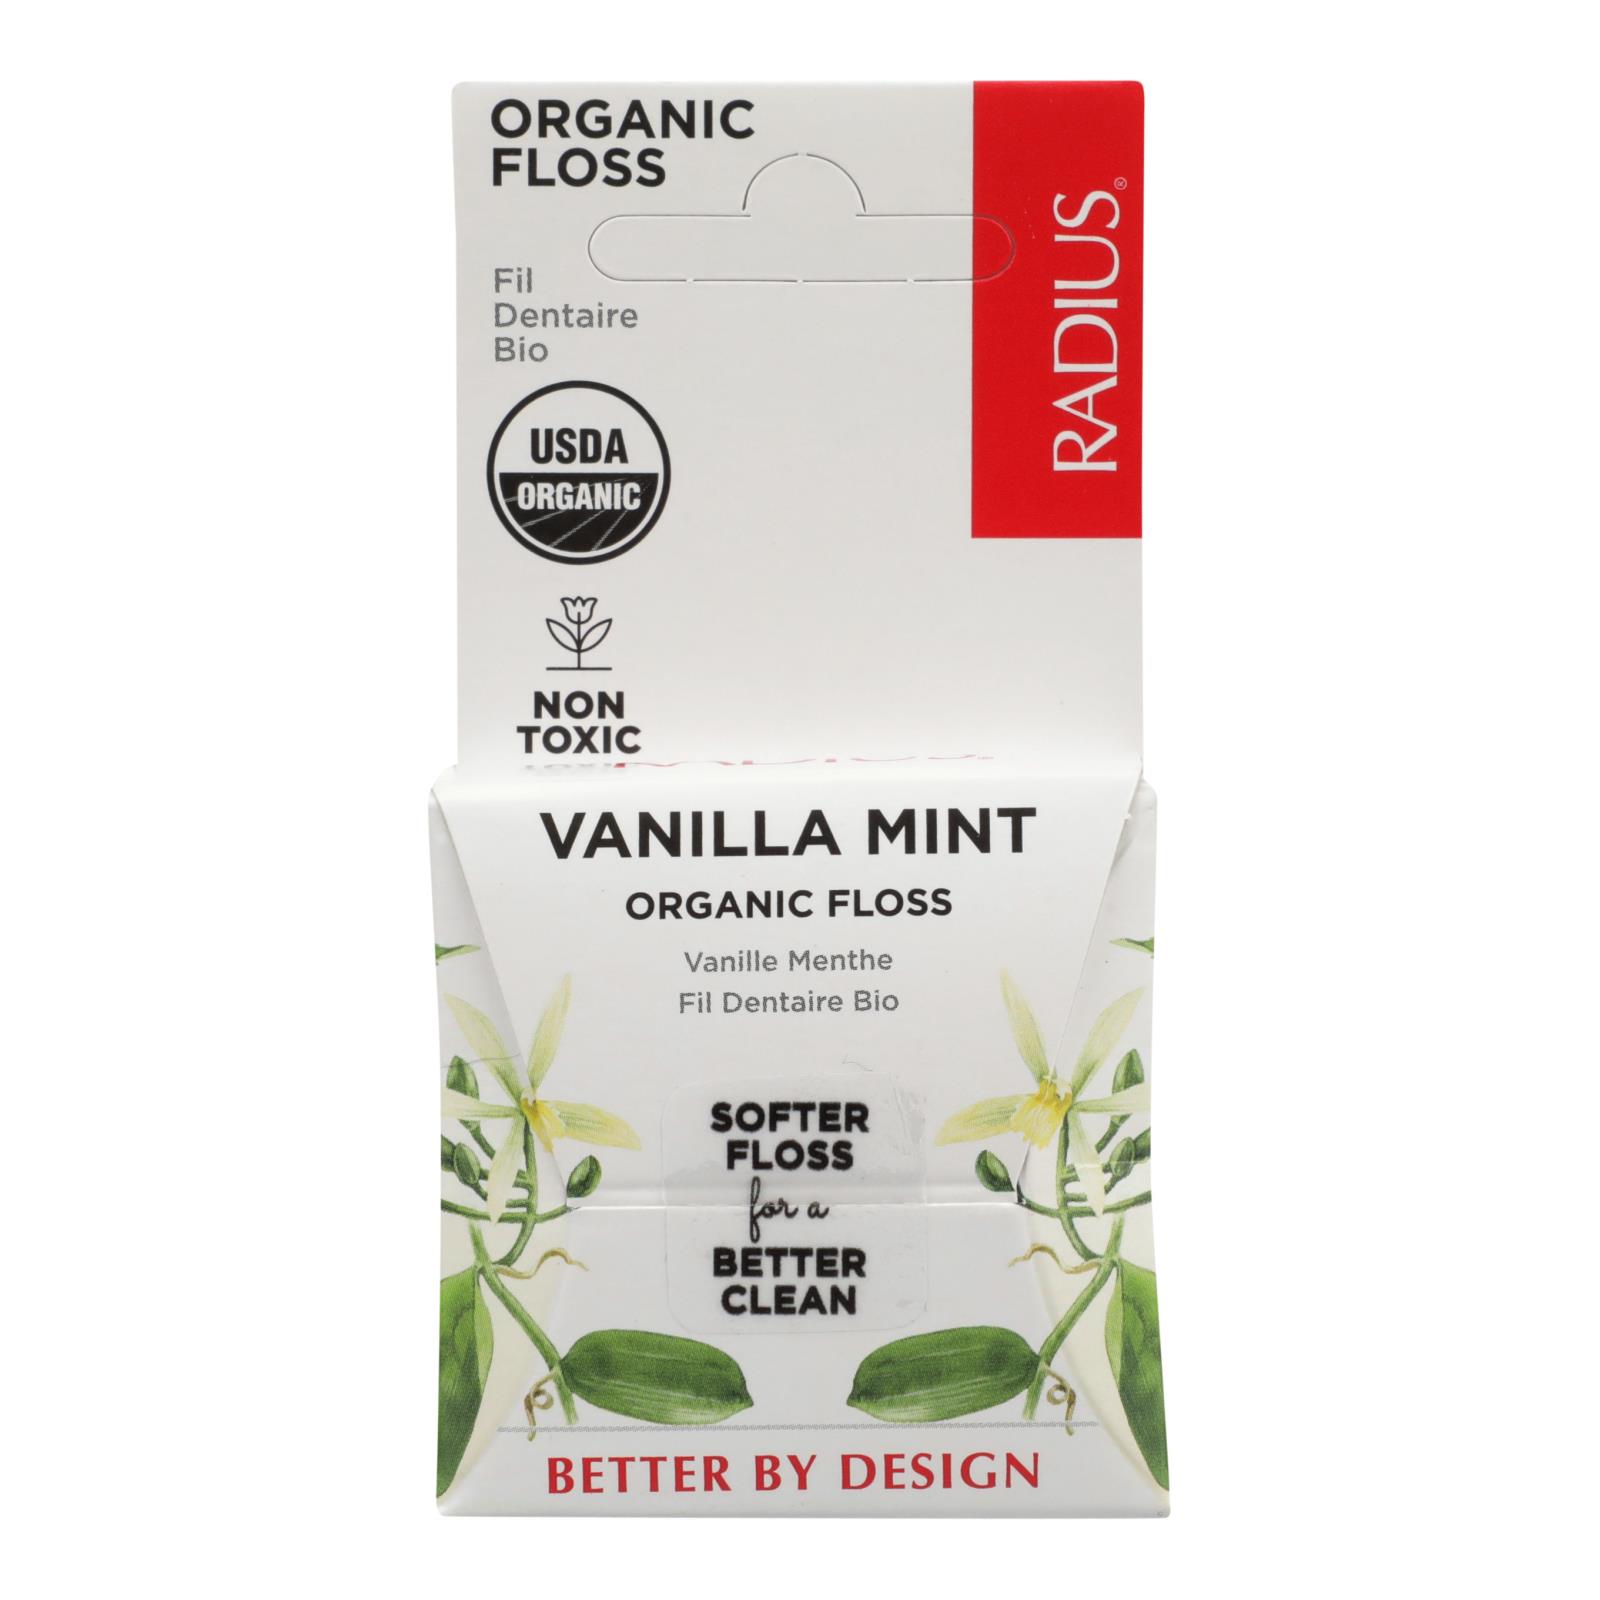 ORGANIC
FLOSS
Fil
Dentaire
Bio
USDA
ORGANIC
NON
TOXIC
RADIUS®
VANILLA MINT
ORGANIC FLOSS
Vanille Menthe
Fil Dentaire Bio
SOFTER
FLOSS
for a
BETTER
CLEAN
BETTER BY DESIGN